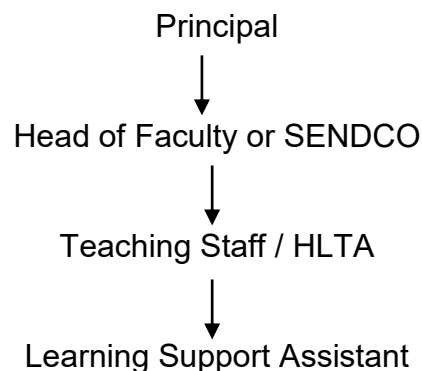 Principal
Head of Faculty or SENDCO
Teaching Staff / HLTA
Learning Support Assistant